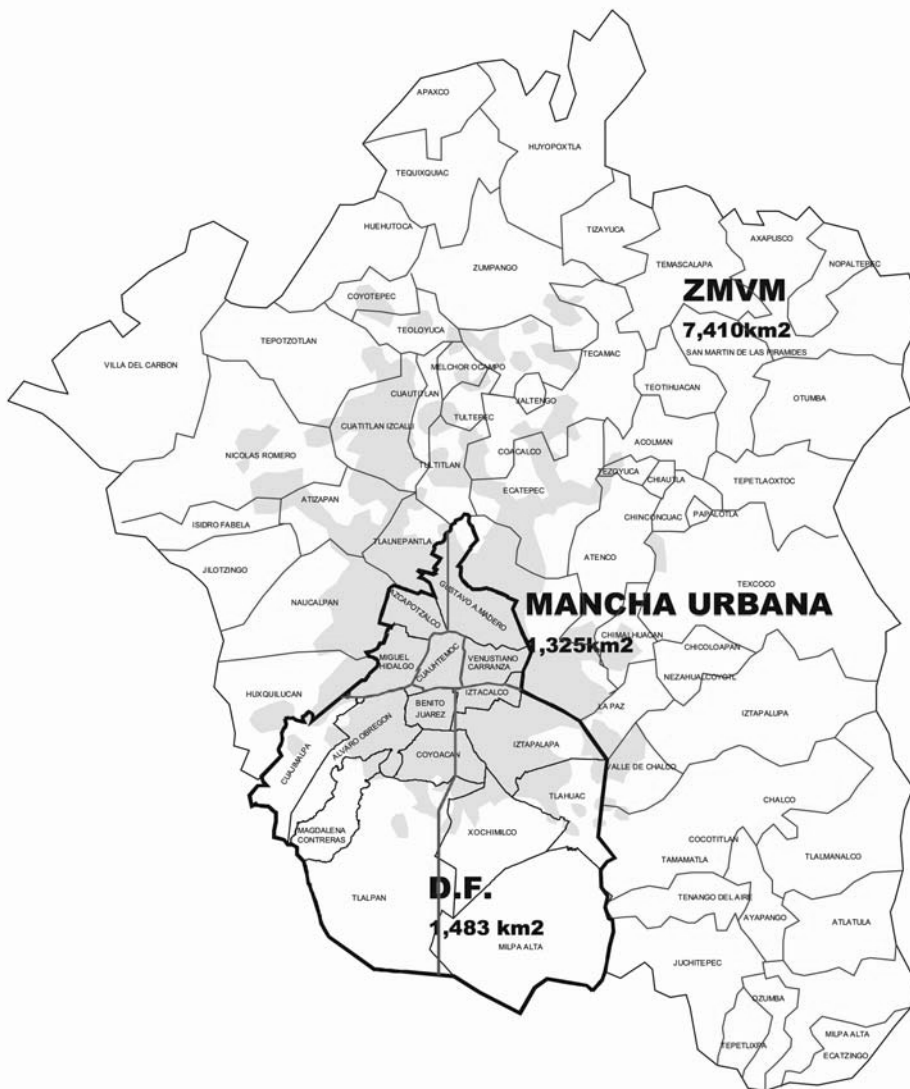 APAXCO
HUYOPOXTLA
TEQUIXQUIAC
HUEHUTOCA
TIZAYUCA
AXAPUSCO
TEMASCALAPA
NOPALTEPEC
ZUMPANGO
ZMVM
COYOTEPEC
7,410km2
TEOLOYUCA
TEPOTZOTLAN
SAN MARTIN DE LAS PIRAMIDES
TECAMAC
VILLA DEL CARBON
MELCHOR OCAMPO
TEOTIHUACAN
CUAUTITLAN
JALTENGO
OTUMBA
TULTEPEC
CUATITLAN IZCALLI
ACOLMAN
COACALCO
NICOLAS ROMERO
TULTITLAN
TEZOYUCA
CHIAUTLA
TEPETLAOXTOC
ECATEPEC
ATIZAPAN
PAPALOTLA
CHINCONCUAC
ISIDRO FABELA
TLALNEPANTLA
ATENCO
JILOTZINGO
TEXCOCO
GUSTAVO A MADERO
AZCAPOTZALCO
NAUCALPAN
MANCHA URBANA
CHIMALHUACAN
1,325km2
CHICOLOAPAN
MIGUEL
HIDALGO
CUAUHTEMOC
VENUSTIANO
CARRANZA
NEZAHUALCOYOTL
HUXQUILUCAN
IZTACALCO
BENITO
JUAREZ
LA PAZ
IZTAPALUPA
ALVARO OBREGON
IZTAPALAPA
COYOACAN
CUAJIMALPA
VALLE DE CHALCO
TLAHUAC
CHALCO
MAGDALENA
CONTRERAS
XOCHIMILCO
COCOTITLAN
TAMAMATLA
TLALMANALCO
D.F.
TLALPAN
TENANGO DEL AIRE
1,483 km2
AYAPANGO
ATLATULA
MILPA ALTA
JUCHITEPEC
OZUMBA
MILPA ALTA
TEPETLIXPA
ECATZINGO